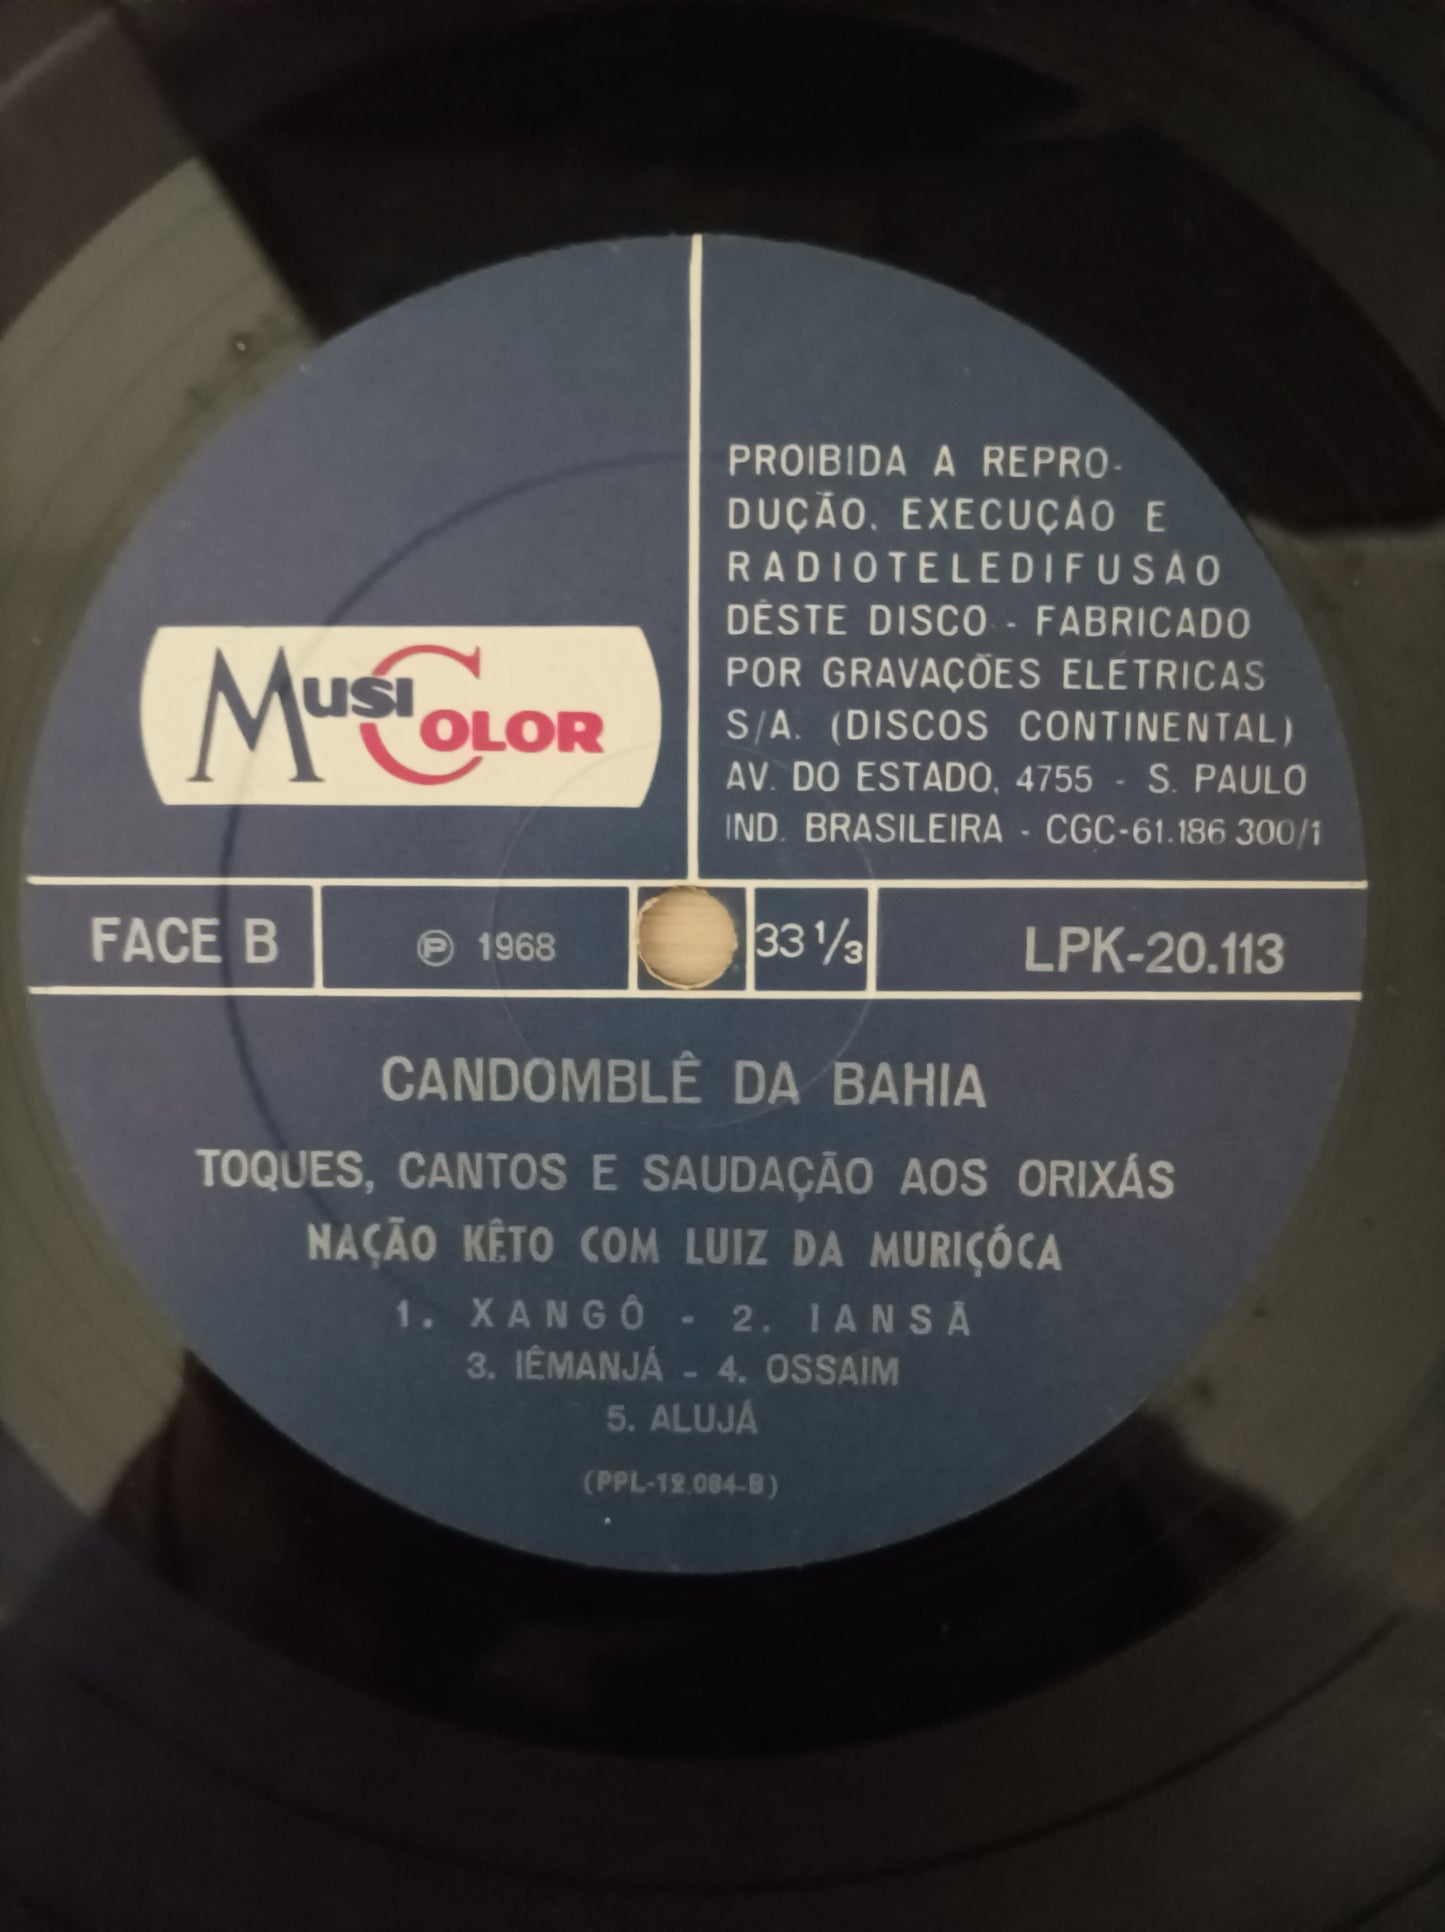 PROIBIDA A REPRO-
DUÇÃO, EXECUÇÃO E
RADIOTELEDIFUSÃO
DÊSTE DISCO - FABRICADO
POR GRAVAÇÕES ELÉTRICAS
S/A. (DISCOS CONTINENTAL)
AV. DO ESTADO, 4755 - S. PAULO
IND. BRASILEIRA - CGC-61.186 300/1
MUSICOLOR
FACE B ℗ 1968 33 1/3 LPK-20.113
CANDOMBLÊ DA BAHIA
TOQUES, CANTOS E SAUDAÇÃO AOS ORIXÁS
NAÇÃO KÊTO COM LUIZ DA MURIÇÓCA
1. XANGÔ - 2. IANSÃ
3. IÊMANJÁ - 4. OSSAIM
5. ALUJÁ
(PPL-12.084-B)